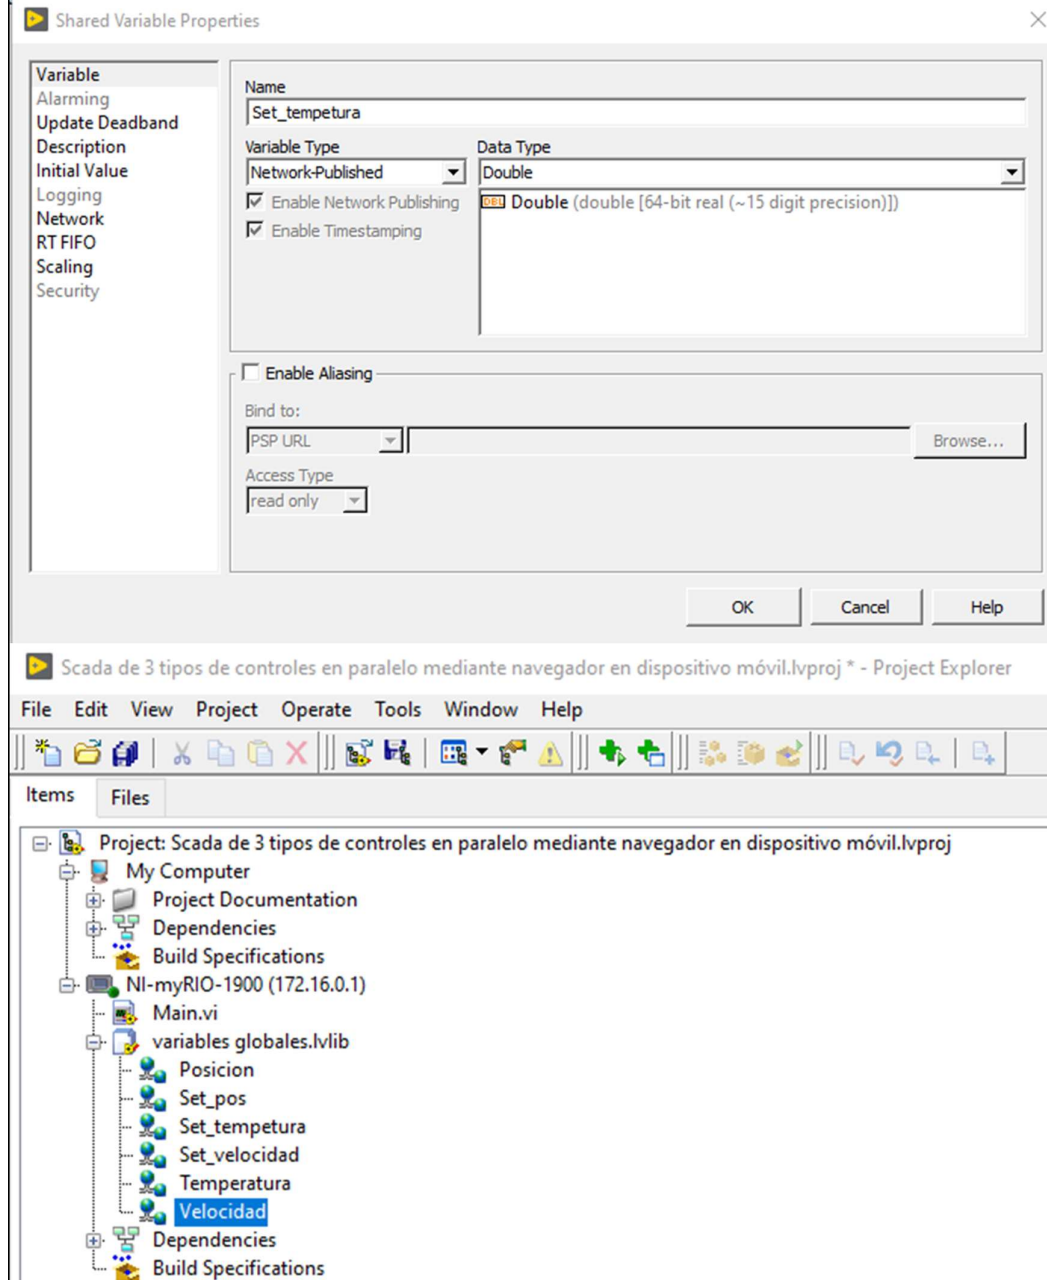 Shared Variable Properties
Variable
Alarming
Update Deadband
Description
Initial Value
Logging
Network
RT FIFO
Scaling
Security
Name
Set_tempetura
Variable Type
Data Type
Network-Published
Double
Enable Network Publishing
Enable Timestamping
DBL Double (double [64-bit real (~15 digit precision)])
Enable Aliasing
Bind to:
PSP URL
Browse...
Access Type
read only
OK
Cancel
Help
Scada de 3 tipos de controles en paralelo mediante navegador en dispositivo móvil.lvproj * - Project Explorer
File Edit View Project Operate Tools Window Help
Items Files
Project: Scada de 3 tipos de controles en paralelo mediante navegador en dispositivo móvil.lvproj
My Computer
Project Documentation
Dependencies
Build Specifications
NI-myRIO-1900 (172.16.0.1)
Main.vi
variables globales.lvlib
Posicion
Set_pos
Set_tempetura
Set_velocidad
Temperatura
Velocidad
Dependencies
Build Specifications